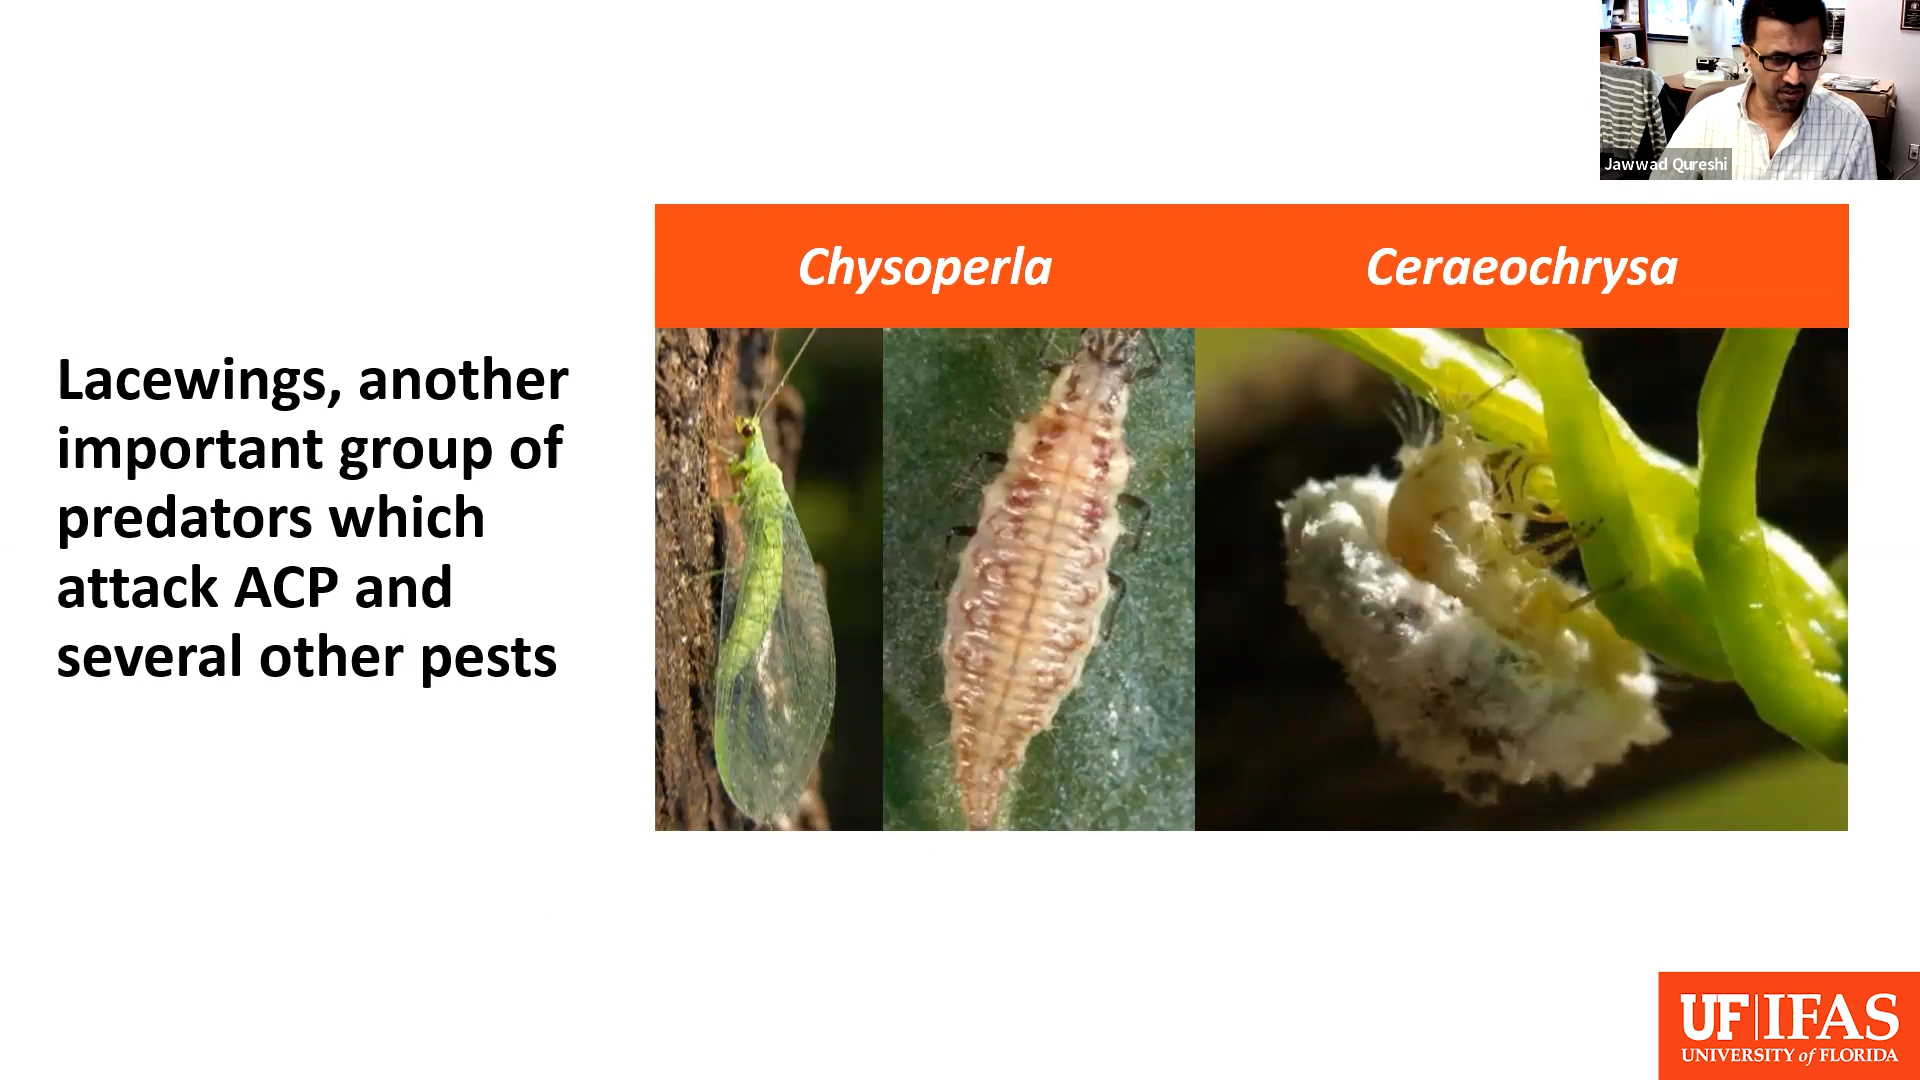 Jawwad Qureshi
Chysoperla
Ceraeochrysa
Lacewings, another
important group of
predators which
attack ACP and
several other pests
UF|IFAS
UNIVERSITY of FLORIDA